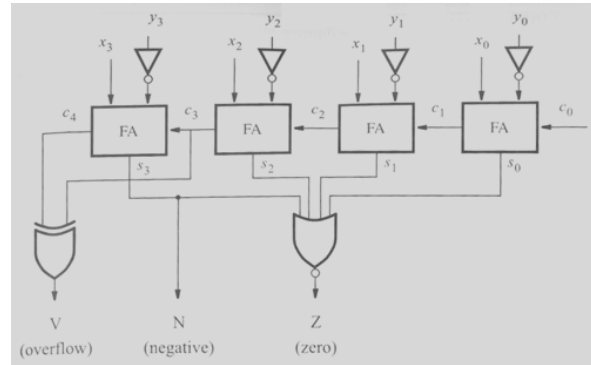 y3 y2 y1 y0
x3 x2 x1 x0
c4 FA c3 FA c2 FA c1 FA c0
s3 s2 s1 s0
V N Z
(overflow) (negative) (zero)